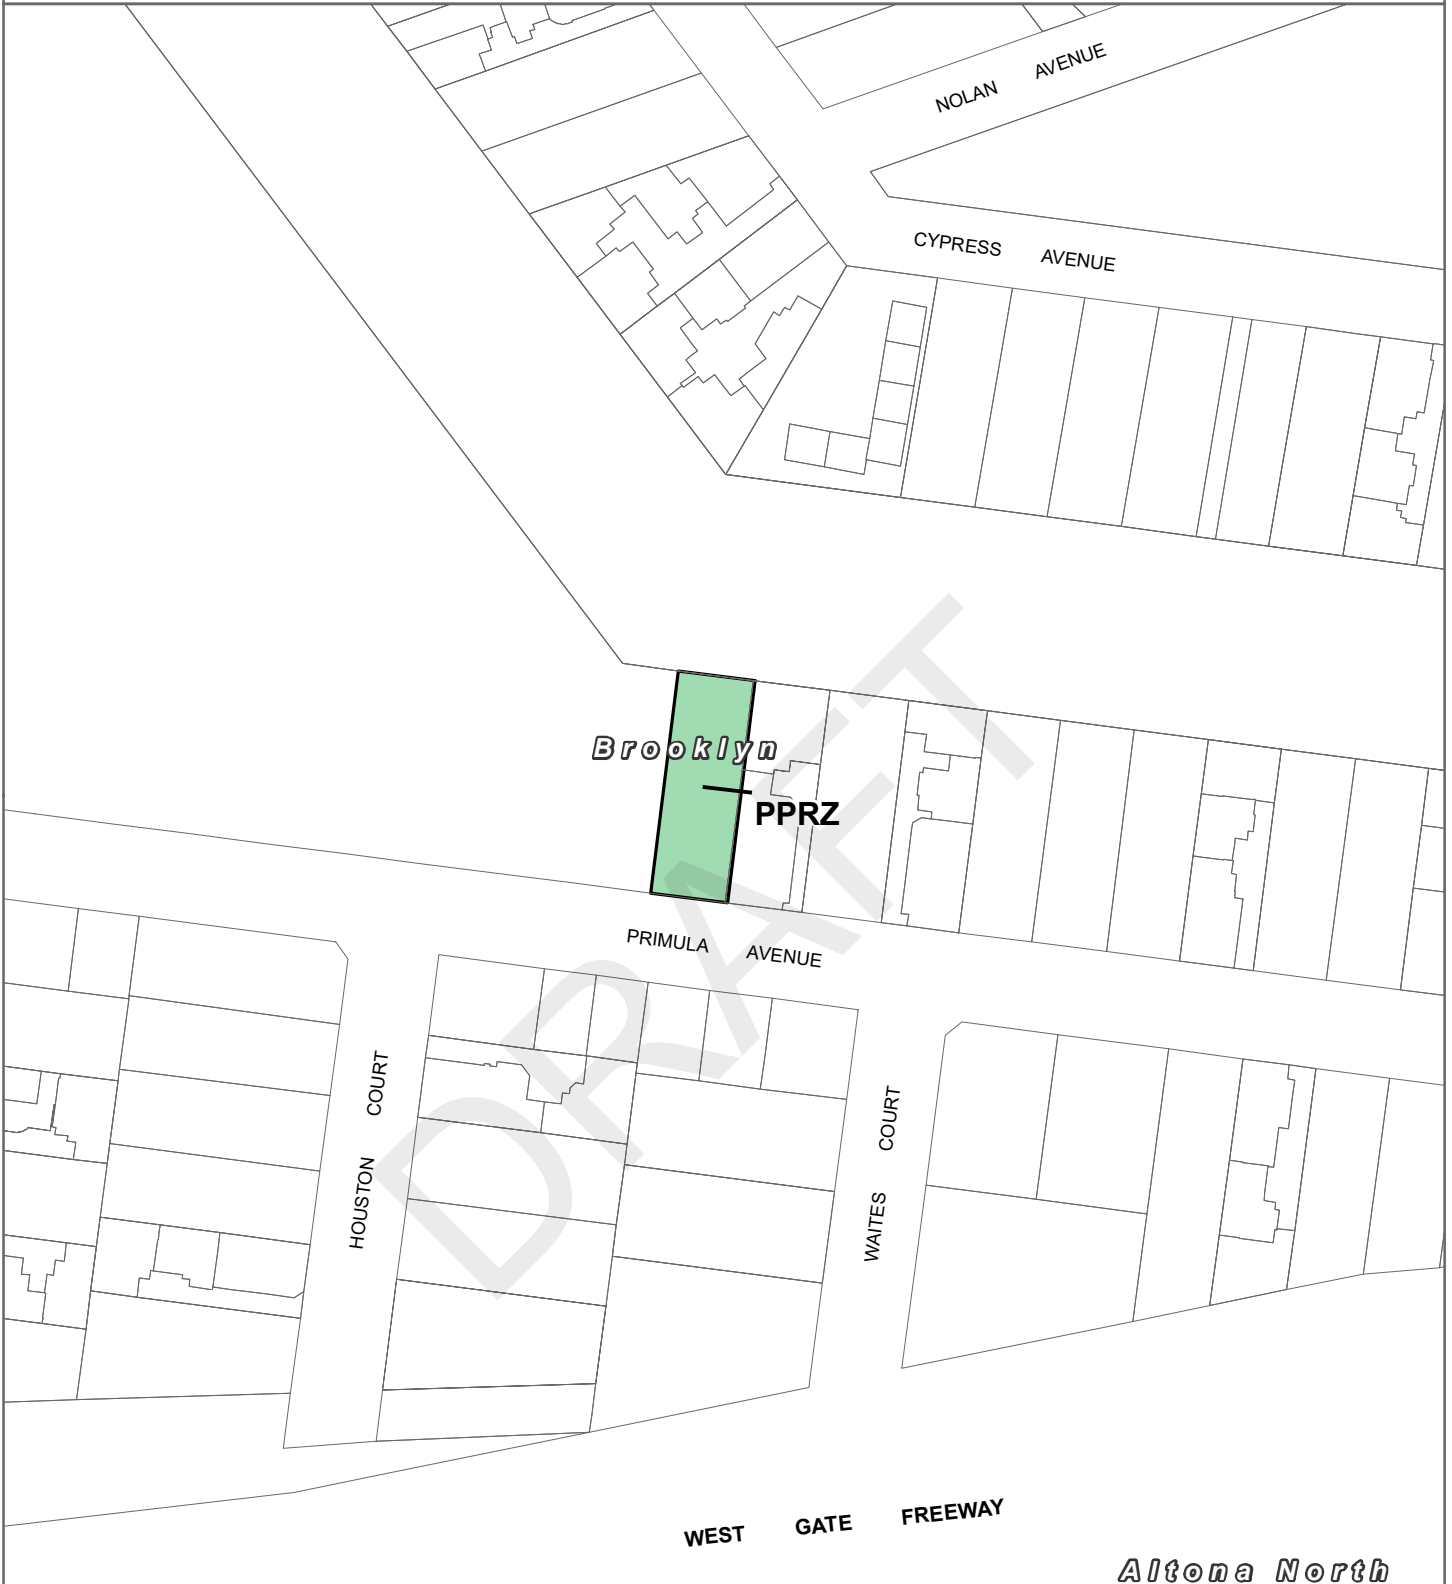 NOLAN AVENUE
CYPRESS AVENUE
Brooklyn
PPRZ
DRAFT
PRIMULA AVENUE
HOUSTON COURT
WAITES COURT
WEST GATE FREEWAY
Altona North